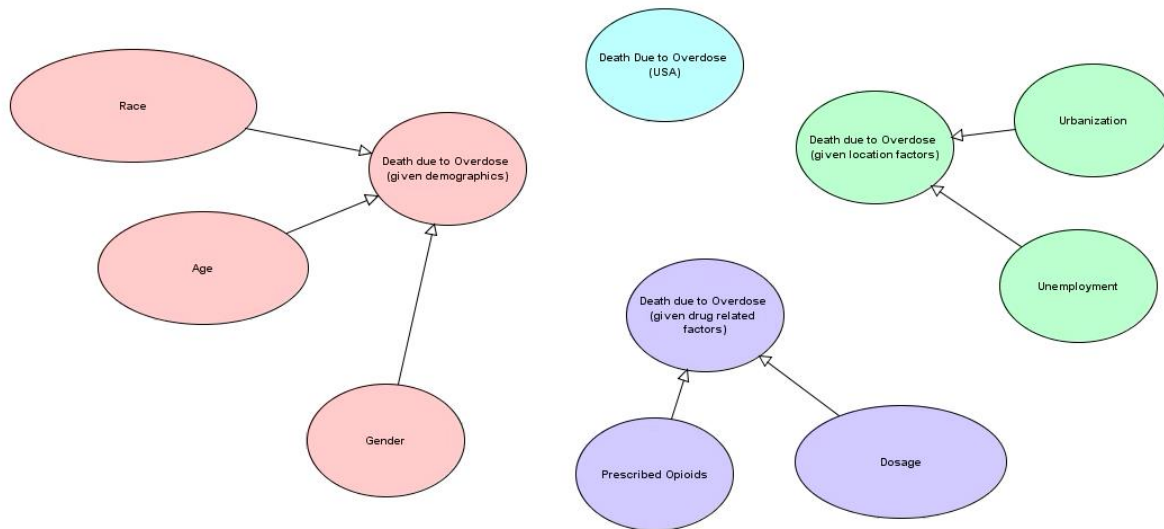 Race
Death due to Overdose
(given demographics)
Age
Gender
Death Due to Overdose
(USA)
Death due to Overdose
(given location factors)
Urbanization
Unemployment
Death due to Overdose
(given drug related
factors)
Prescribed Opioids
Dosage